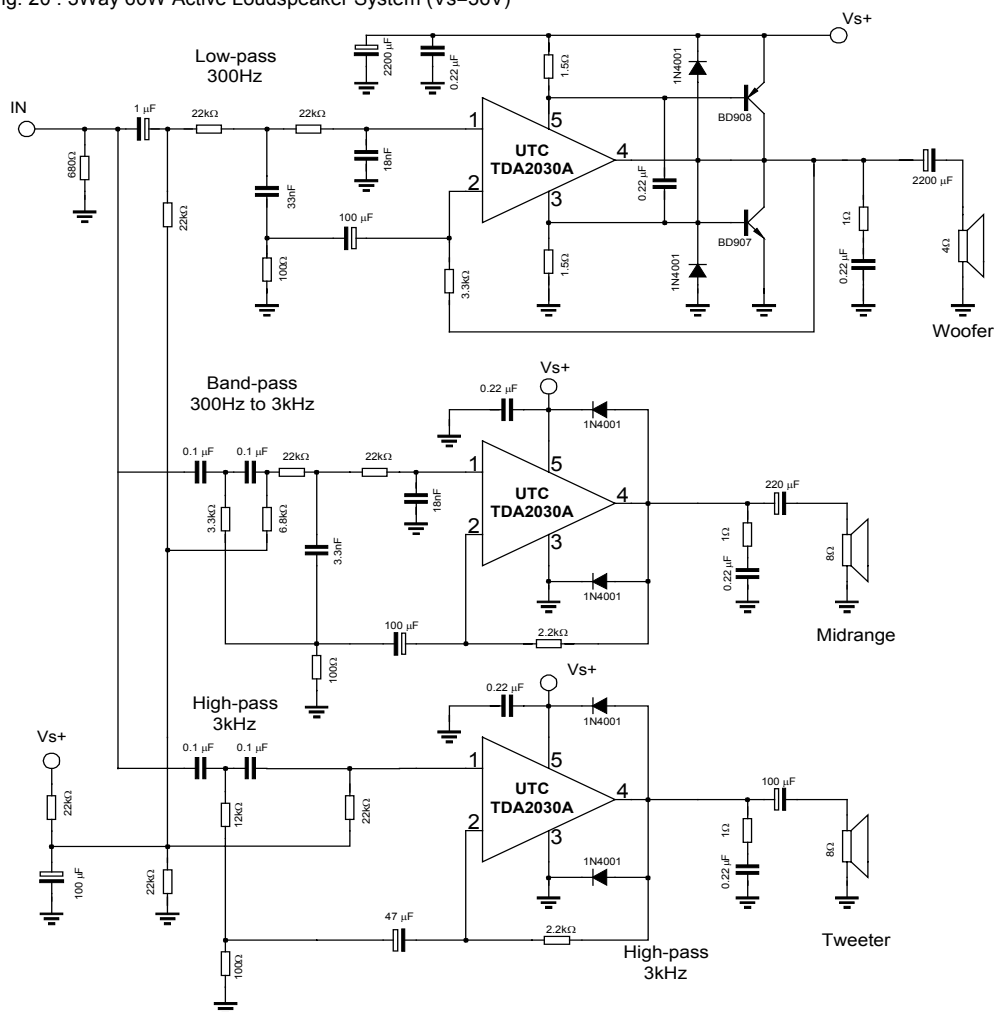 Fig. 20 : 3Way 60W Active Loudspeaker System (Vs=36V)
Vs+
Low-pass
300Hz
2200 µF
0.22 µF
1.5Ω
1N4001
IN
1 µF
22kΩ
22kΩ
1
5
BD908
UTC
TDA2030A
4
680Ω
18nF
2200 µF
33nF
2
3
0.22 µF
22kΩ
100 µF
BD907
1Ω
4Ω
100Ω
3.3kΩ
1.5Ω
1N4001
0.22 µF
Woofer
Band-pass
300Hz to 3kHz
Vs+
0.22 µF
1N4001
0.1 µF
0.1 µF
22kΩ
22kΩ
1
5
UTC
TDA2030A
4
220 µF
18nF
3.3kΩ
6.8kΩ
2
3
1Ω
8Ω
3.3nF
1N4001
0.22 µF
100 µF
2.2kΩ
Midrange
100Ω
Vs+
High-pass
3kHz
0.22 µF
1N4001
Vs+
0.1 µF
0.1 µF
1
5
UTC
TDA2030A
4
100 µF
22kΩ
12kΩ
22kΩ
2
3
1Ω
8Ω
1N4001
100 µF
22kΩ
0.22 µF
47 µF
2.2kΩ
Tweeter
High-pass
3kHz
100Ω